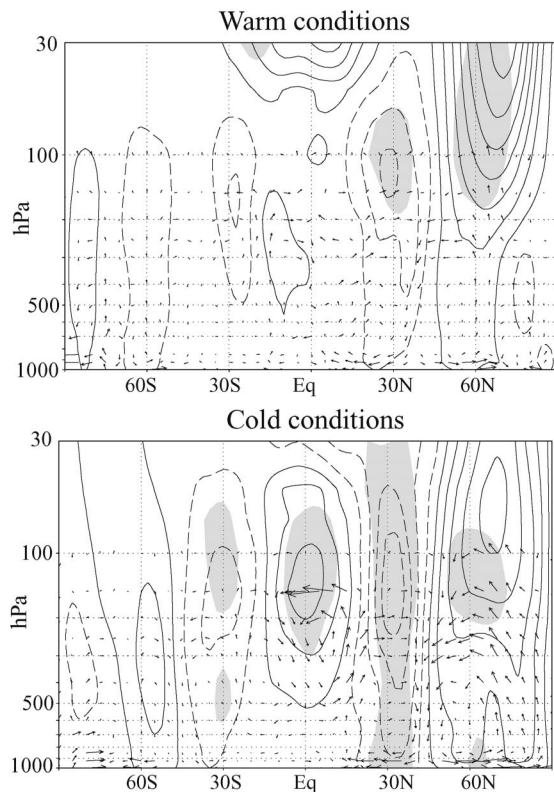 Warm conditions
30
100
hPa
500
1000
60S 30S Eq 30N 60N
Cold conditions
30
100
hPa
500
1000
60S 30S Eq 30N 60N